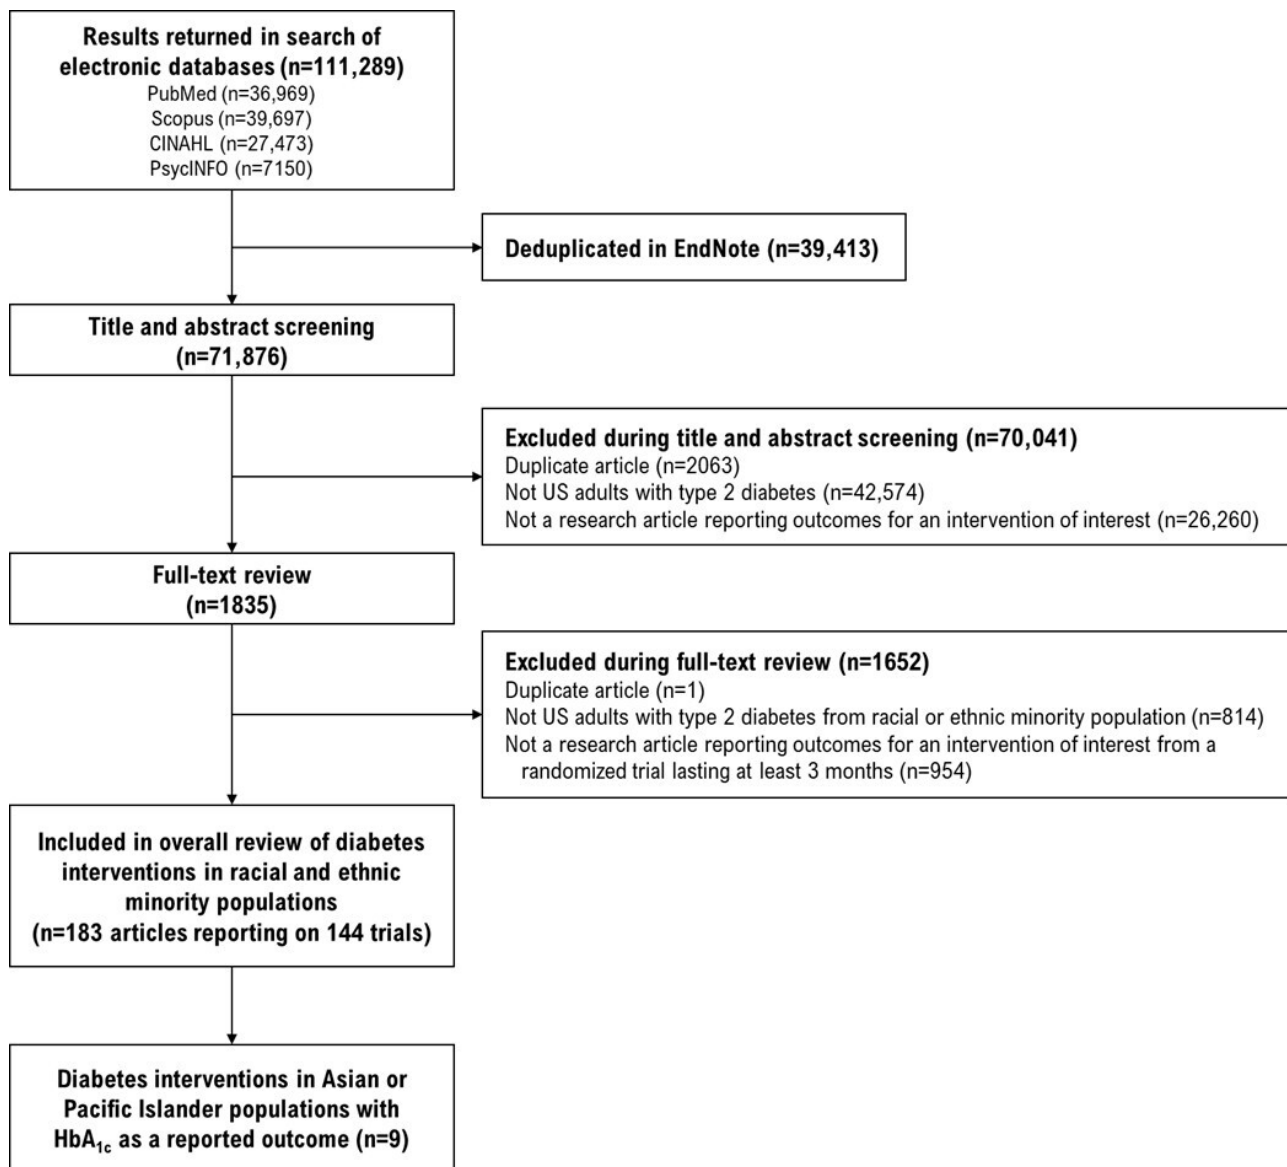 Results returned in search of
electronic databases (n=111,289)
PubMed (n=36,969)
Scopus (n=39,697)
CINAHL (n=27,473)
PsycINFO (n=7150)
Deduplicated in EndNote (n=39,413)
Title and abstract screening
(n=71,876)
Excluded during title and abstract screening (n=70,041)
Duplicate article (n=2063)
Not US adults with type 2 diabetes (n=42,574)
Not a research article reporting outcomes for an intervention of interest (n=26,260)
Full-text review
(n=1835)
Excluded during full-text review (n=1652)
Duplicate article (n=1)
Not US adults with type 2 diabetes from racial or ethnic minority population (n=814)
Not a research article reporting outcomes for an intervention of interest from a
randomized trial lasting at least 3 months (n=954)
Included in overall review of diabetes
interventions in racial and ethnic
minority populations
(n=183 articles reporting on 144 trials)
Diabetes interventions in Asian or
Pacific Islander populations with
HbA1c as a reported outcome (n=9)